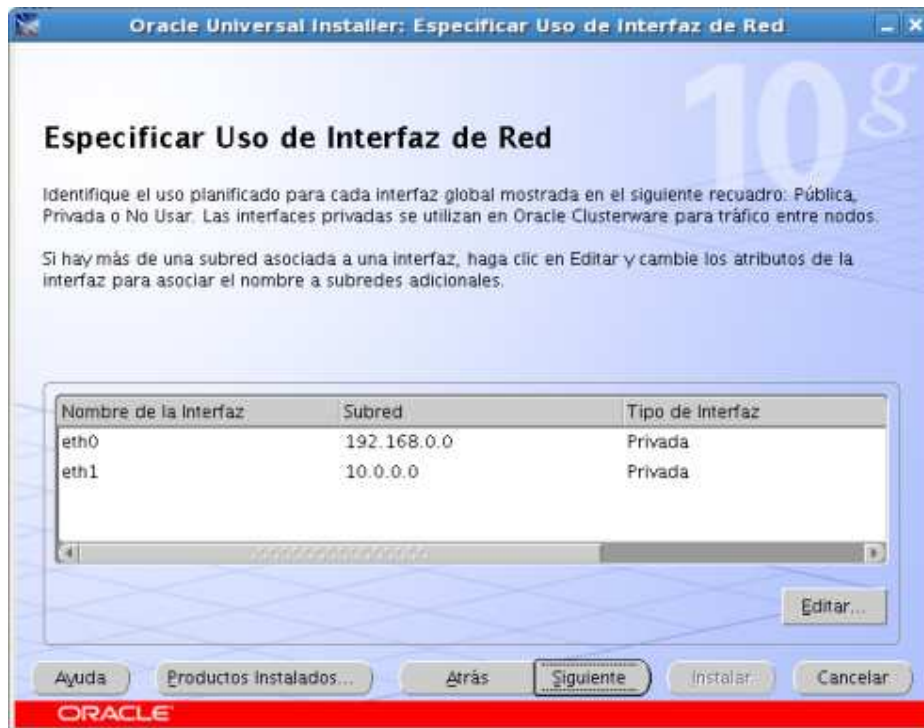 Oracle Universal Installer: Especificar Uso de Interfaz de Red
10g
Especificar Uso de Interfaz de Red
Identifique el uso planificado para cada interfaz global mostrada en el siguiente recuadro: Pública,
Privada o No Usar. Las interfaces privadas se utilizan en Oracle Clusterware para tráfico entre nodos.
Si hay más de una subred asociada a una interfaz, haga clic en Editar y cambie los atributos de la
interfaz para asociar el nombre a subredes adicionales.
Nombre de la Interfaz Subred Tipo de Interfaz
eth0 192.168.0.0 Privada
eth1 10.0.0.0 Privada
Editar...
Ayuda Productos Instalados... Atrás Siguiente Instalar Cancelar
ORACLE